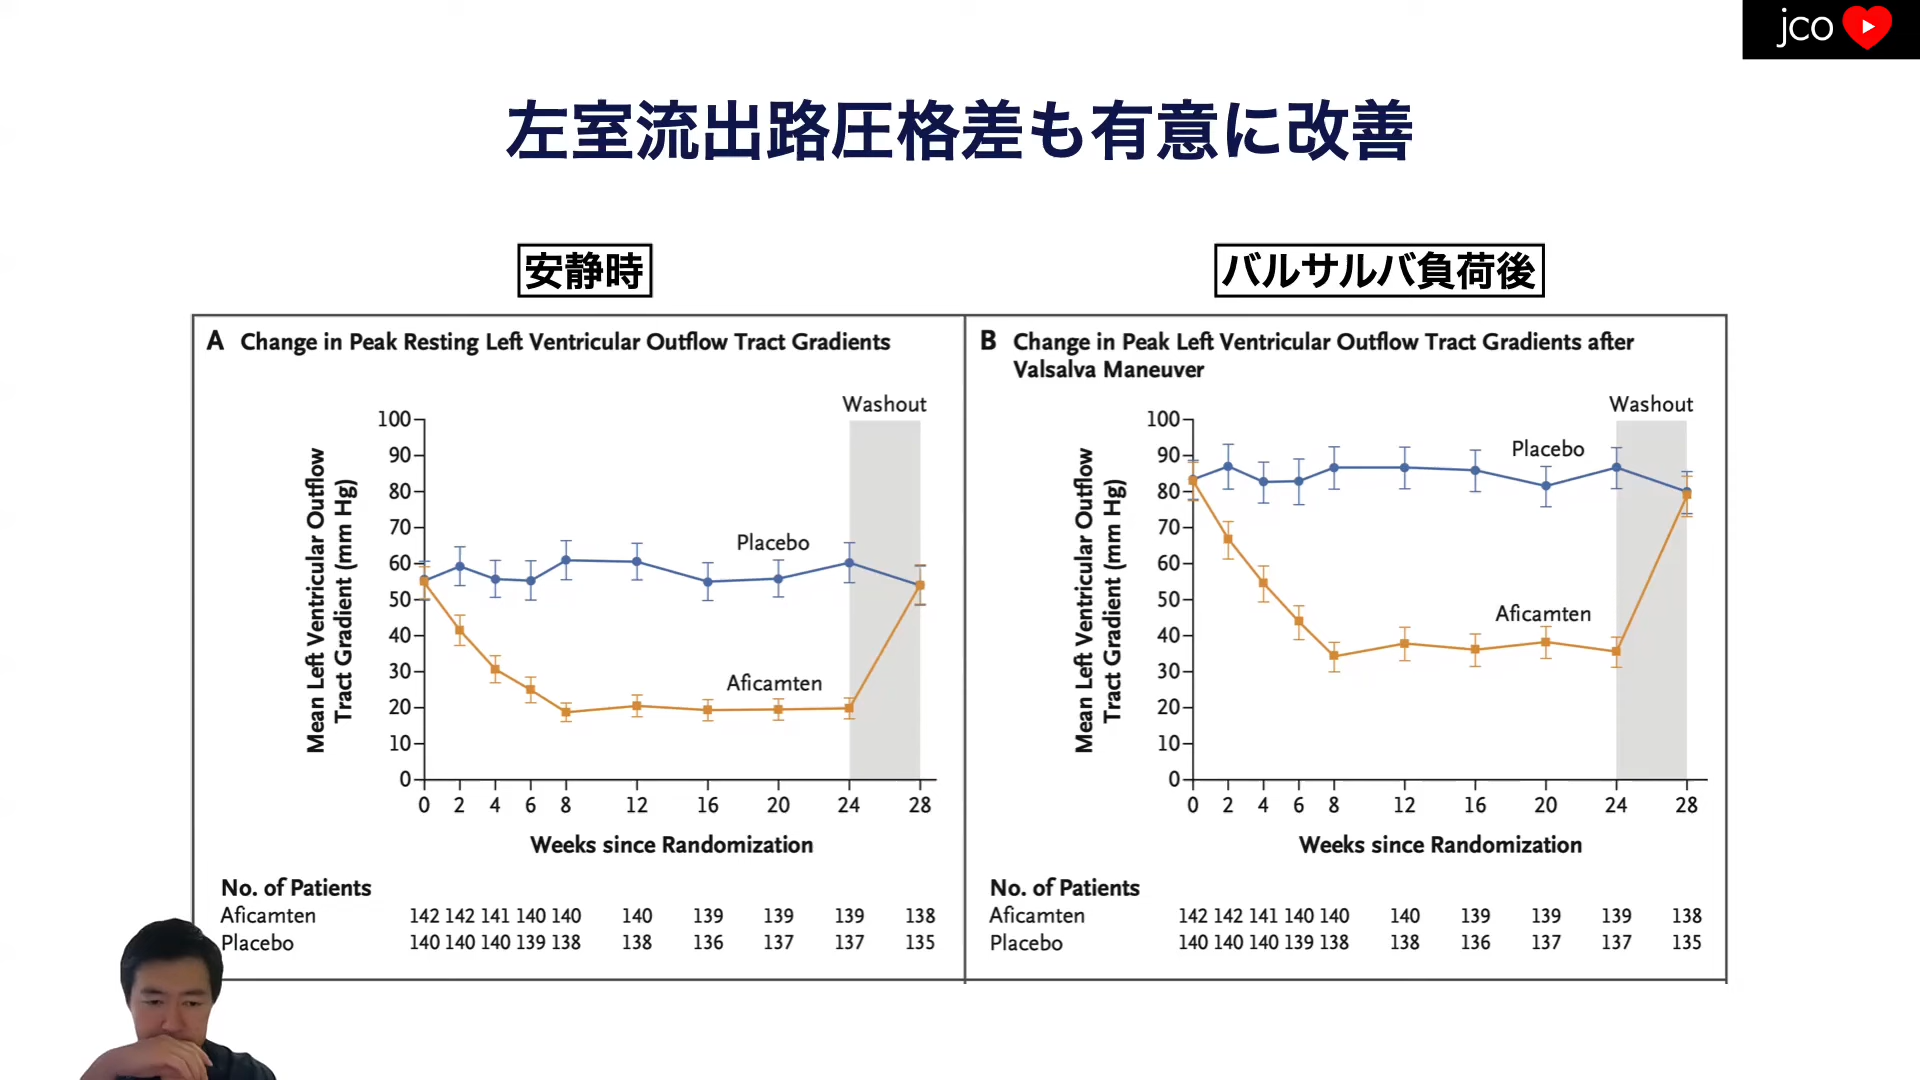 jco
左室流出路圧格差も有意に改善
安静時
バルサルバ負荷後
A Change in Peak Resting Left Ventricular Outflow Tract Gradients
Washout
100
90
80
70
60
50
40
30
20
10
0
Mean Left Ventricular Outflow
Tract Gradient (mm Hg)
Placebo
Aficamten
0 2 4 6 8 12 16 20 24 28
Weeks since Randomization
No. of Patients
Aficamten 142 142 141 140 140 140 139 139 139 138
Placebo 140 140 140 139 138 138 136 137 137 135
B Change in Peak Left Ventricular Outflow Tract Gradients after
Valsalva Maneuver
Washout
100
90
80
70
60
50
40
30
20
10
0
Mean Left Ventricular Outflow
Tract Gradient (mm Hg)
Placebo
Aficamten
0 2 4 6 8 12 16 20 24 28
Weeks since Randomization
No. of Patients
Aficamten 142 142 141 140 140 140 139 139 139 138
Placebo 140 140 140 139 138 138 136 137 137 135